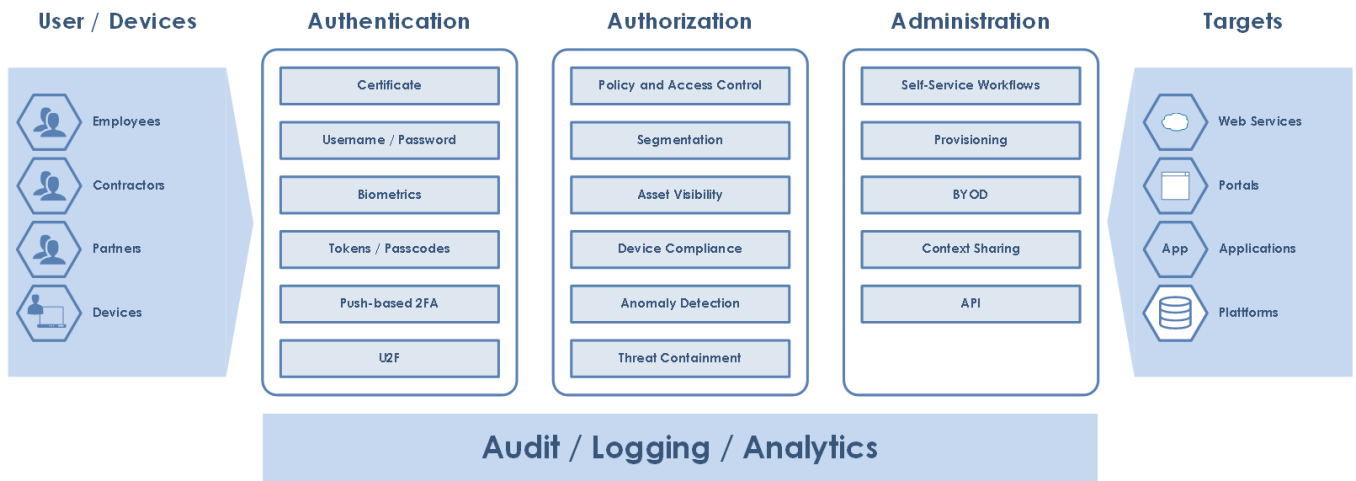 User / Devices
Authentication
Authorization
Administration
Targets
Employees
Contractors
Partners
Devices
Certificate
Username / Password
Biometrics
Tokens / Passcodes
Push-based 2FA
U2F
Policy and Access Control
Segmentation
Asset Visibility
Device Compliance
Anomaly Detection
Threat Containment
Self-Service Workflows
Provisioning
BYOD
Context Sharing
API
Web Services
Portals
App Applications
Plattforms
Audit / Logging / Analytics